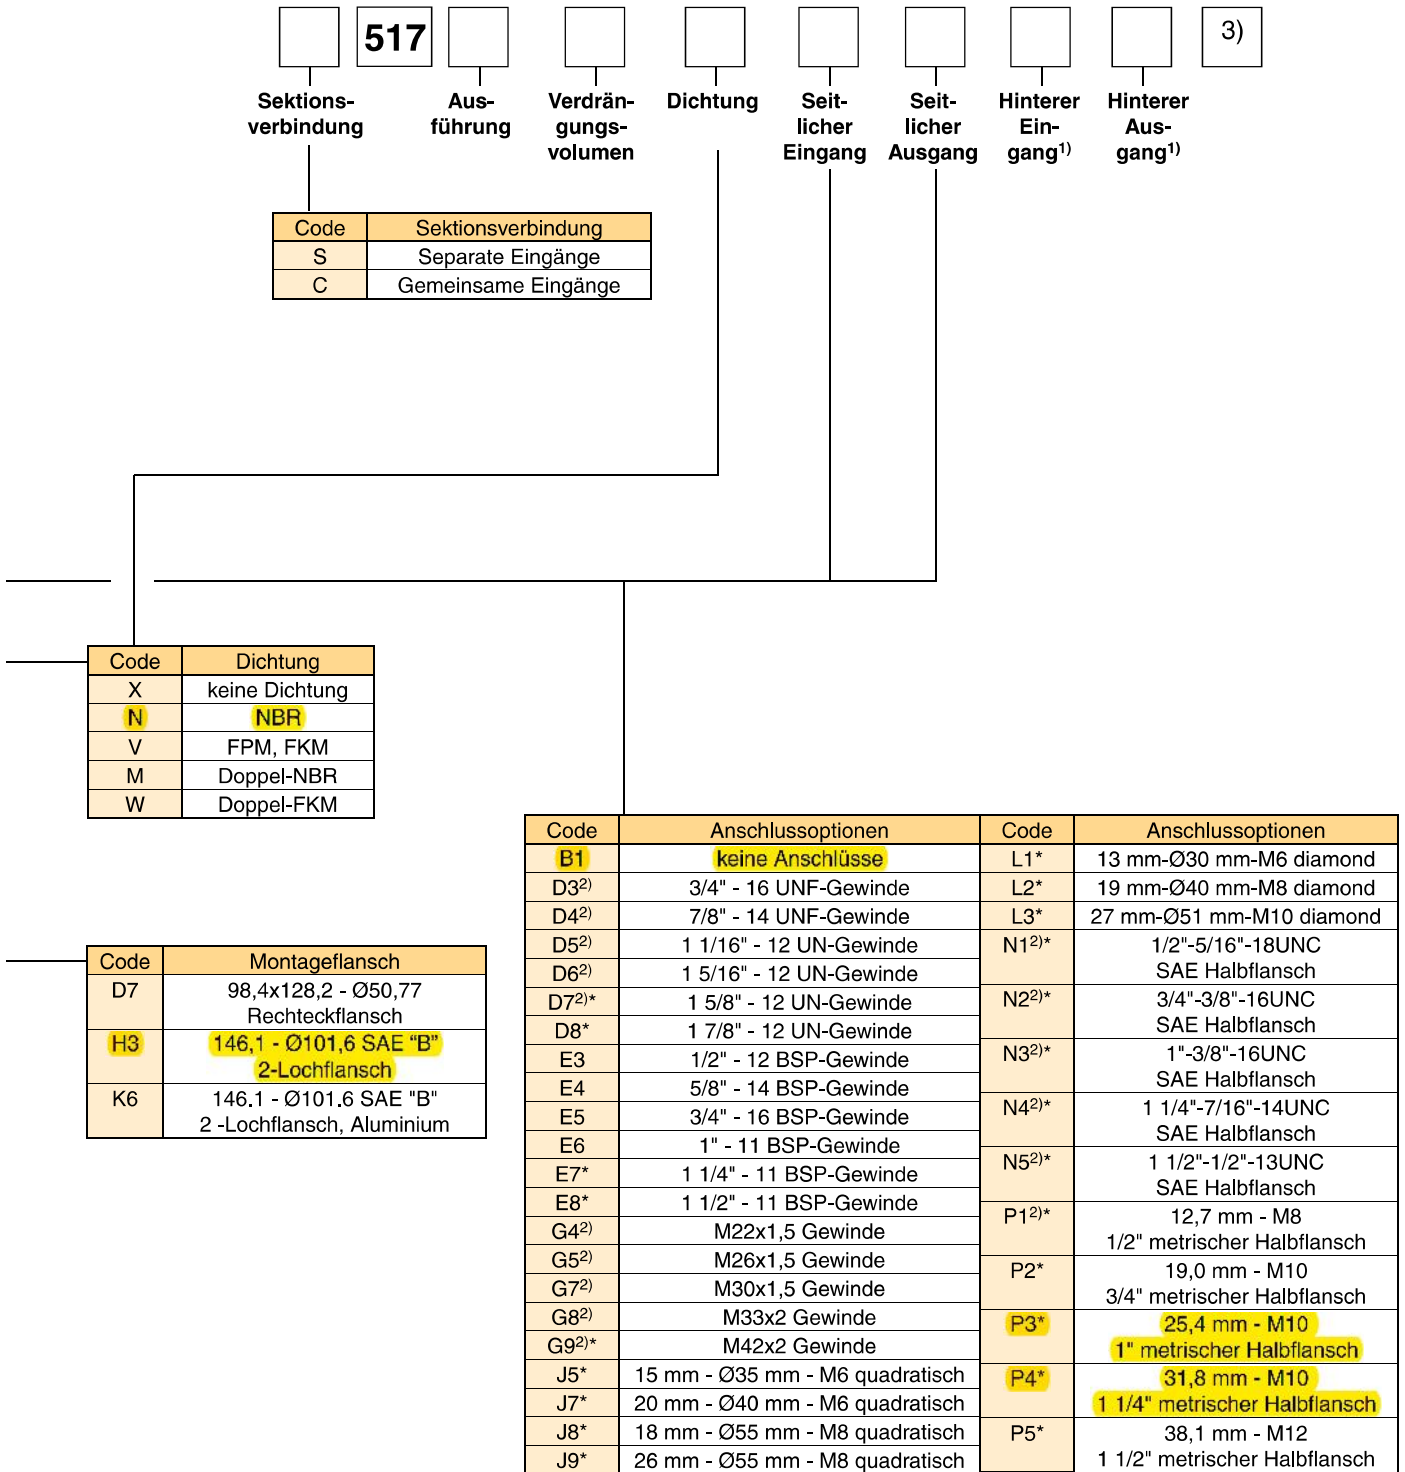 517
3)
Sektions-
verbindung
Aus-
führung
Verdrän-
gungs-
volumen
Dichtung
Seit-
licher
Eingang
Seit-
licher
Ausgang
Hinterer
Ein-
gang1)
Hinterer
Aus-
gang1)
Code Sektionsverbindung
S Separate Eingänge
C Gemeinsame Eingänge
Code Dichtung
X keine Dichtung
N NBR
V FPM, FKM
M Doppel-NBR
W Doppel-FKM
Code Montageflansch
D7 98,4x128,2 - Ø50,77
Rechteckflansch
H3 146,1 - Ø101,6 SAE “B”
2-Lochflansch
K6 146.1 - Ø101.6 SAE "B"
2 -Lochflansch, Aluminium
Code Anschlussoptionen
B1 keine Anschlüsse
D32) 3/4" - 16 UNF-Gewinde
D42) 7/8" - 14 UNF-Gewinde
D52) 1 1/16" - 12 UN-Gewinde
D62) 1 5/16" - 12 UN-Gewinde
D72)* 1 5/8" - 12 UN-Gewinde
D8* 1 7/8" - 12 UN-Gewinde
E3 1/2" - 12 BSP-Gewinde
E4 5/8" - 14 BSP-Gewinde
E5 3/4" - 16 BSP-Gewinde
E6 1" - 11 BSP-Gewinde
E7* 1 1/4" - 11 BSP-Gewinde
E8* 1 1/2" - 11 BSP-Gewinde
G42) M22x1,5 Gewinde
G52) M26x1,5 Gewinde
G72) M30x1,5 Gewinde
G82) M33x2 Gewinde
G92)* M42x2 Gewinde
J5* 15 mm - Ø35 mm - M6 quadratisch
J7* 20 mm - Ø40 mm - M6 quadratisch
J8* 18 mm - Ø55 mm - M8 quadratisch
J9* 26 mm - Ø55 mm - M8 quadratisch
Code Anschlussoptionen
L1* 13 mm-Ø30 mm-M6 diamond
L2* 19 mm-Ø40 mm-M8 diamond
L3* 27 mm-Ø51 mm-M10 diamond
N12)* 1/2"-5/16"-18UNC
SAE Halbflansch
N22)* 3/4"-3/8"-16UNC
SAE Halbflansch
N32)* 1"-3/8"-16UNC
SAE Halbflansch
N42)* 1 1/4"-7/16"-14UNC
SAE Halbflansch
N52)* 1 1/2"-1/2"-13UNC
SAE Halbflansch
P12)* 12,7 mm - M8
1/2" metrischer Halbflansch
P2* 19,0 mm - M10
3/4" metrischer Halbflansch
P3* 25,4 mm - M10
1" metrischer Halbflansch
P4* 31,8 mm - M10
1 1/4" metrischer Halbflansch
P5* 38,1 mm - M12
1 1/2" metrischer Halbflansch